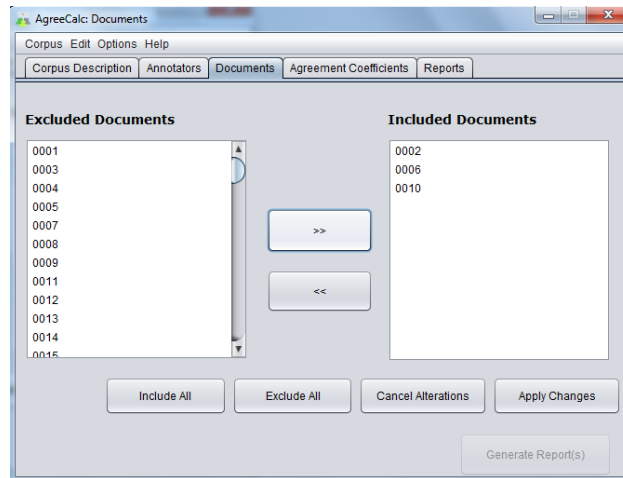 AgreeCalc: Documents
Corpus Edit Options Help
Corpus Description Annotators Documents Agreement Coefficients Reports
Excluded Documents
0001
0003
0004
0005
0007
0008
0009
0011
0012
0013
0014
0015
>>
<<
Included Documents
0002
0006
0010
Include All Exclude All Cancel Alterations Apply Changes
Generate Report(s)